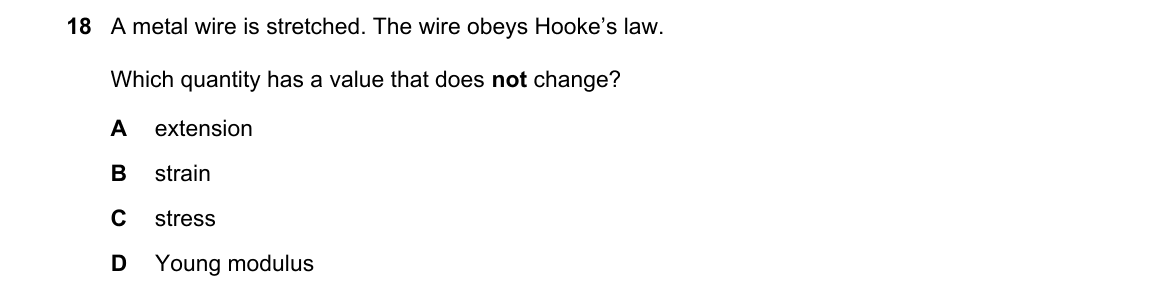 18 A metal wire is stretched. The wire obeys Hooke’s law.
Which quantity has a value that does not change?
A extension
B strain
C stress
D Young modulus